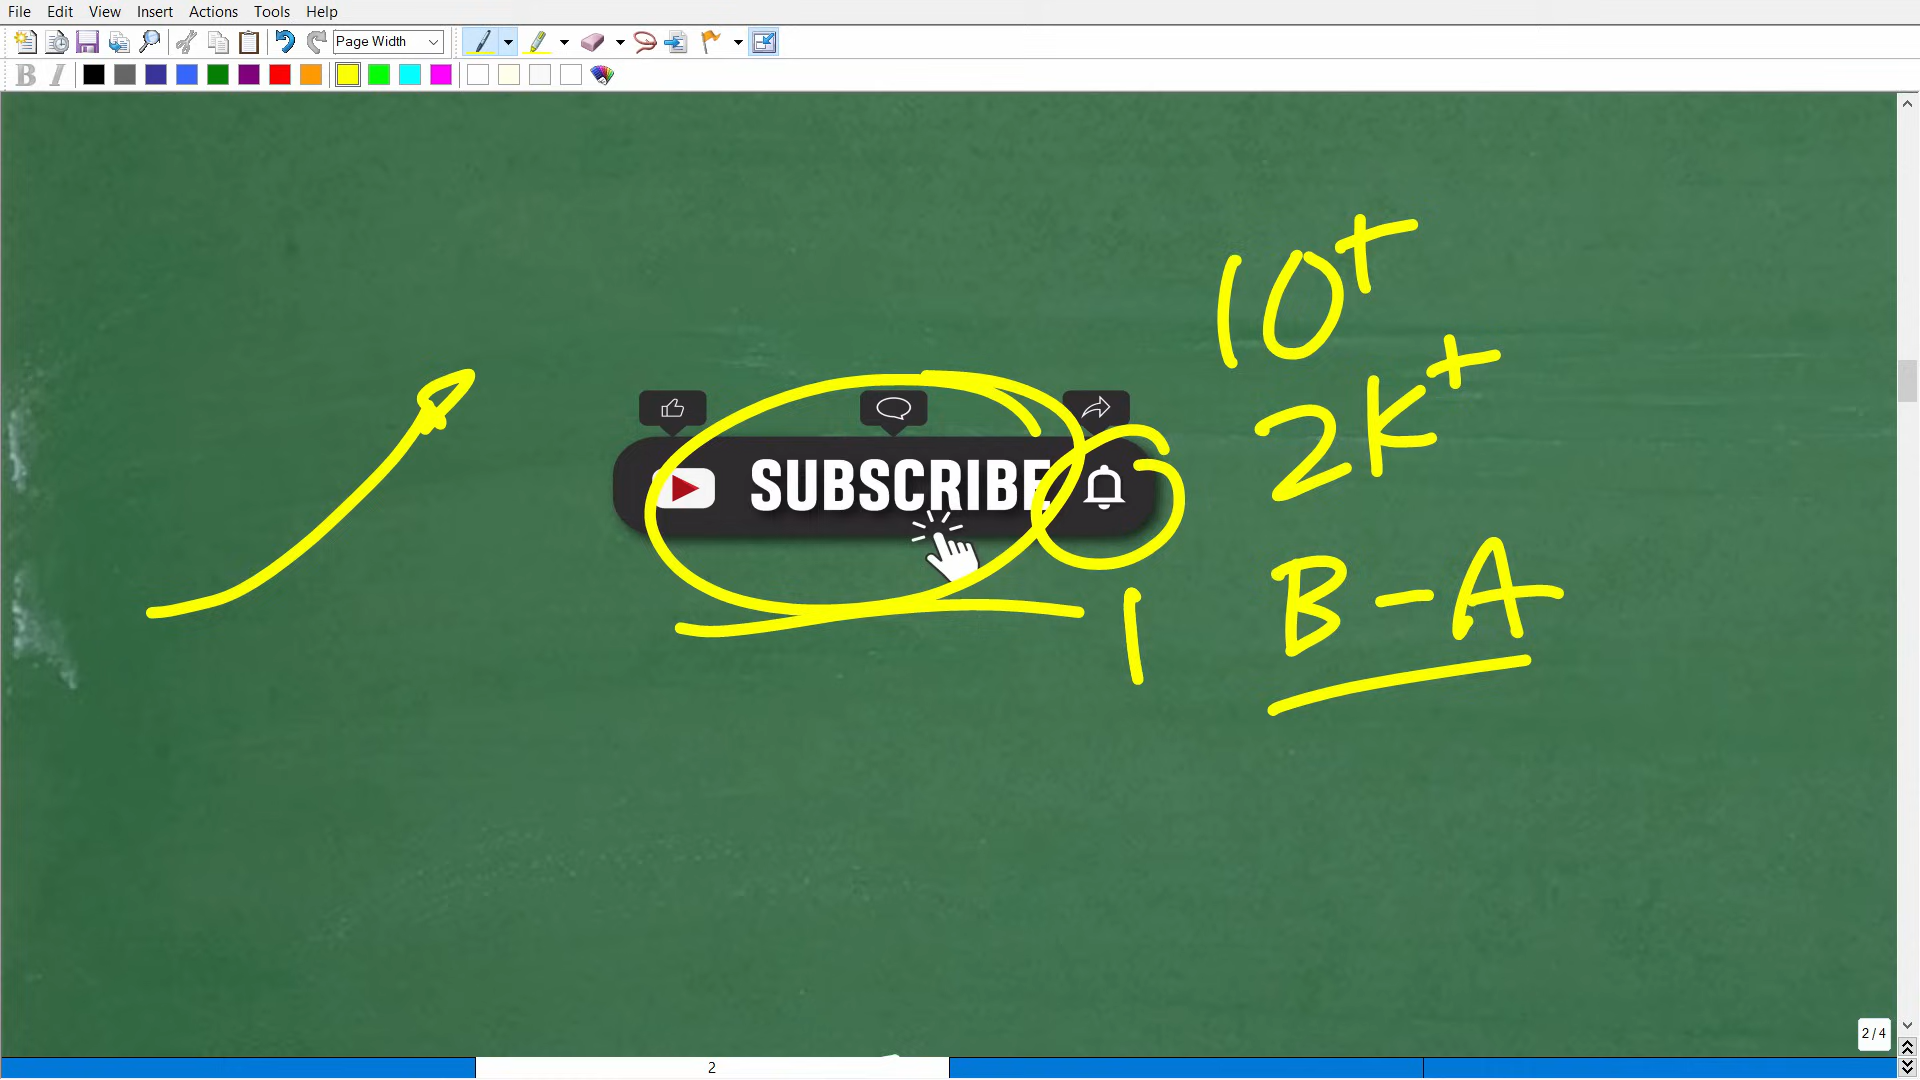 File Edit View Insert Actions Tools Help
Page Width
B I
10+
2K+
SUBSCRIBE
B-A
1
2 / 4
2